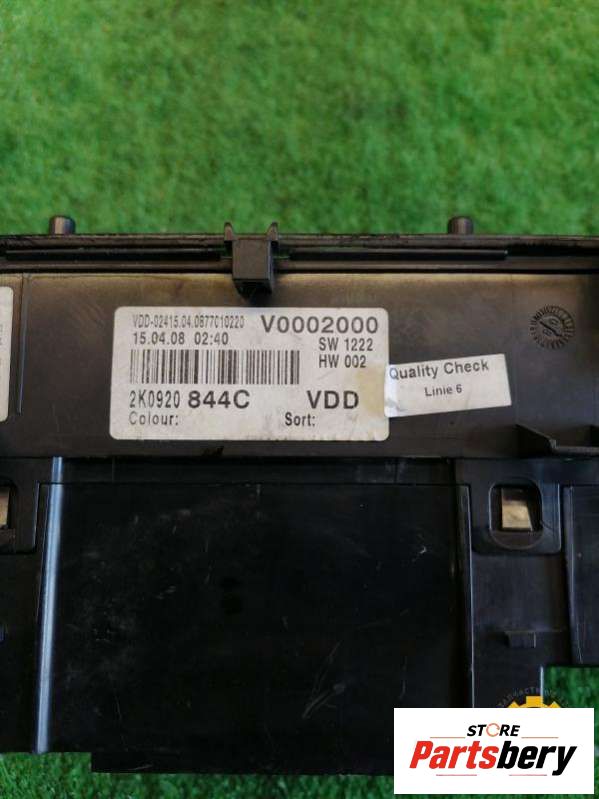 VDD-02415.04.0877010220 V0002000
15.04.08 02:40 SW 1222
HW 002
2K0920 844C VDD
Colour: Sort:
Quality Check
Linie 6
STORE
Partsbery